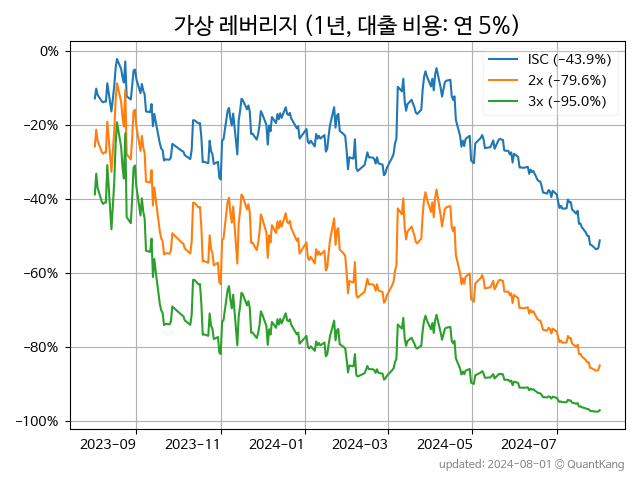 가상 레버리지 (1년, 대출 비용: 연 5%)
ISC (−43.9%)
2x (−79.6%)
3x (−95.0%)
0%
−20%
−40%
−60%
−80%
−100%
2023-09 2023-11 2024-01 2024-03 2024-05 2024-07
updated: 2024-08-01 © QuantKang